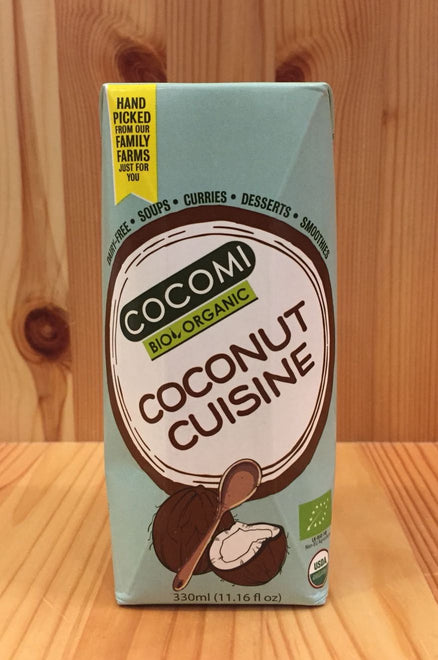 HAND
PICKED
FROM OUR
FAMILY
FARMS
JUST FOR
YOU
DAIRY-FREE • SOUPS • CURRIES • DESSERTS • SMOOTHIES
COCOMI
BIO ORGANIC
COCONUT
CUISINE
USDA
ORGANIC
330ml (11.16 fl oz)